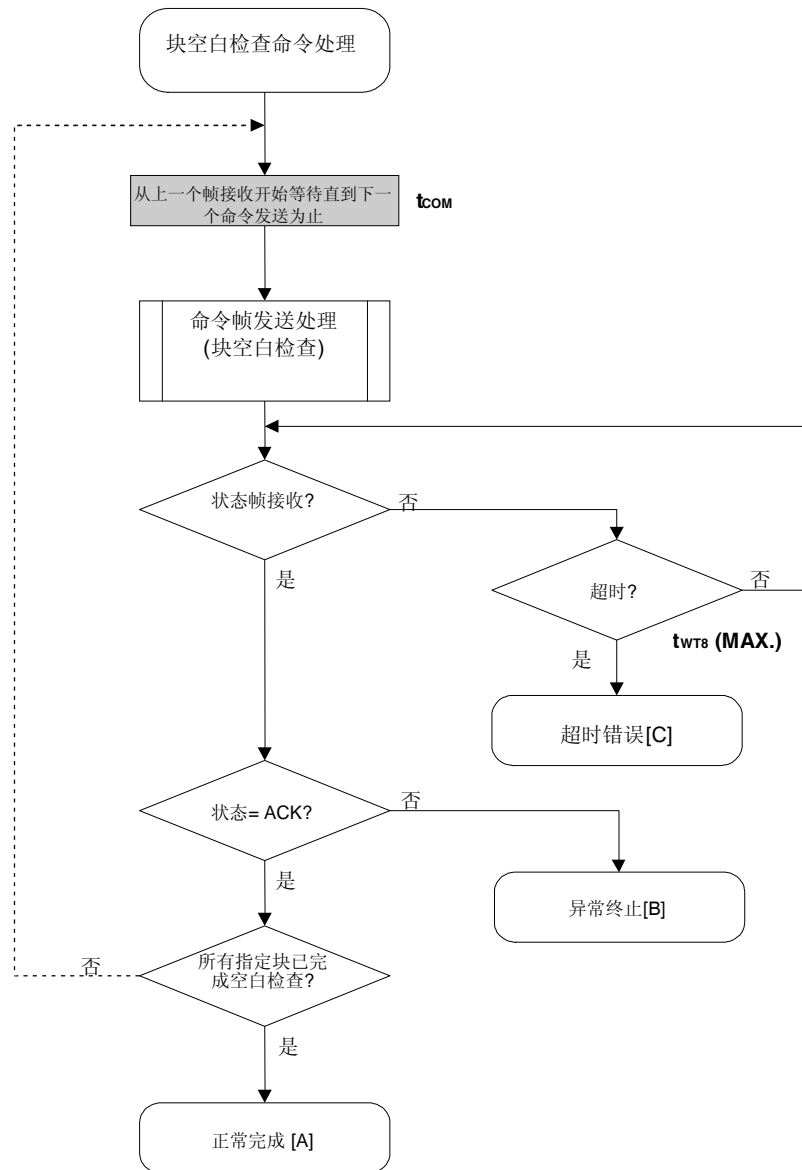 块空白检查命令处理
从上一个帧接收开始等待直到下一
个命令发送为止
tCOM
命令帧发送处理
(块空白检查)
状态帧接收?
否
是
超时?
否
tWT8 (MAX.)
是
超时错误[C]
状态= ACK?
否
是
异常终止[B]
所有指定块已完
成空白检查?
否
是
正常完成 [A]